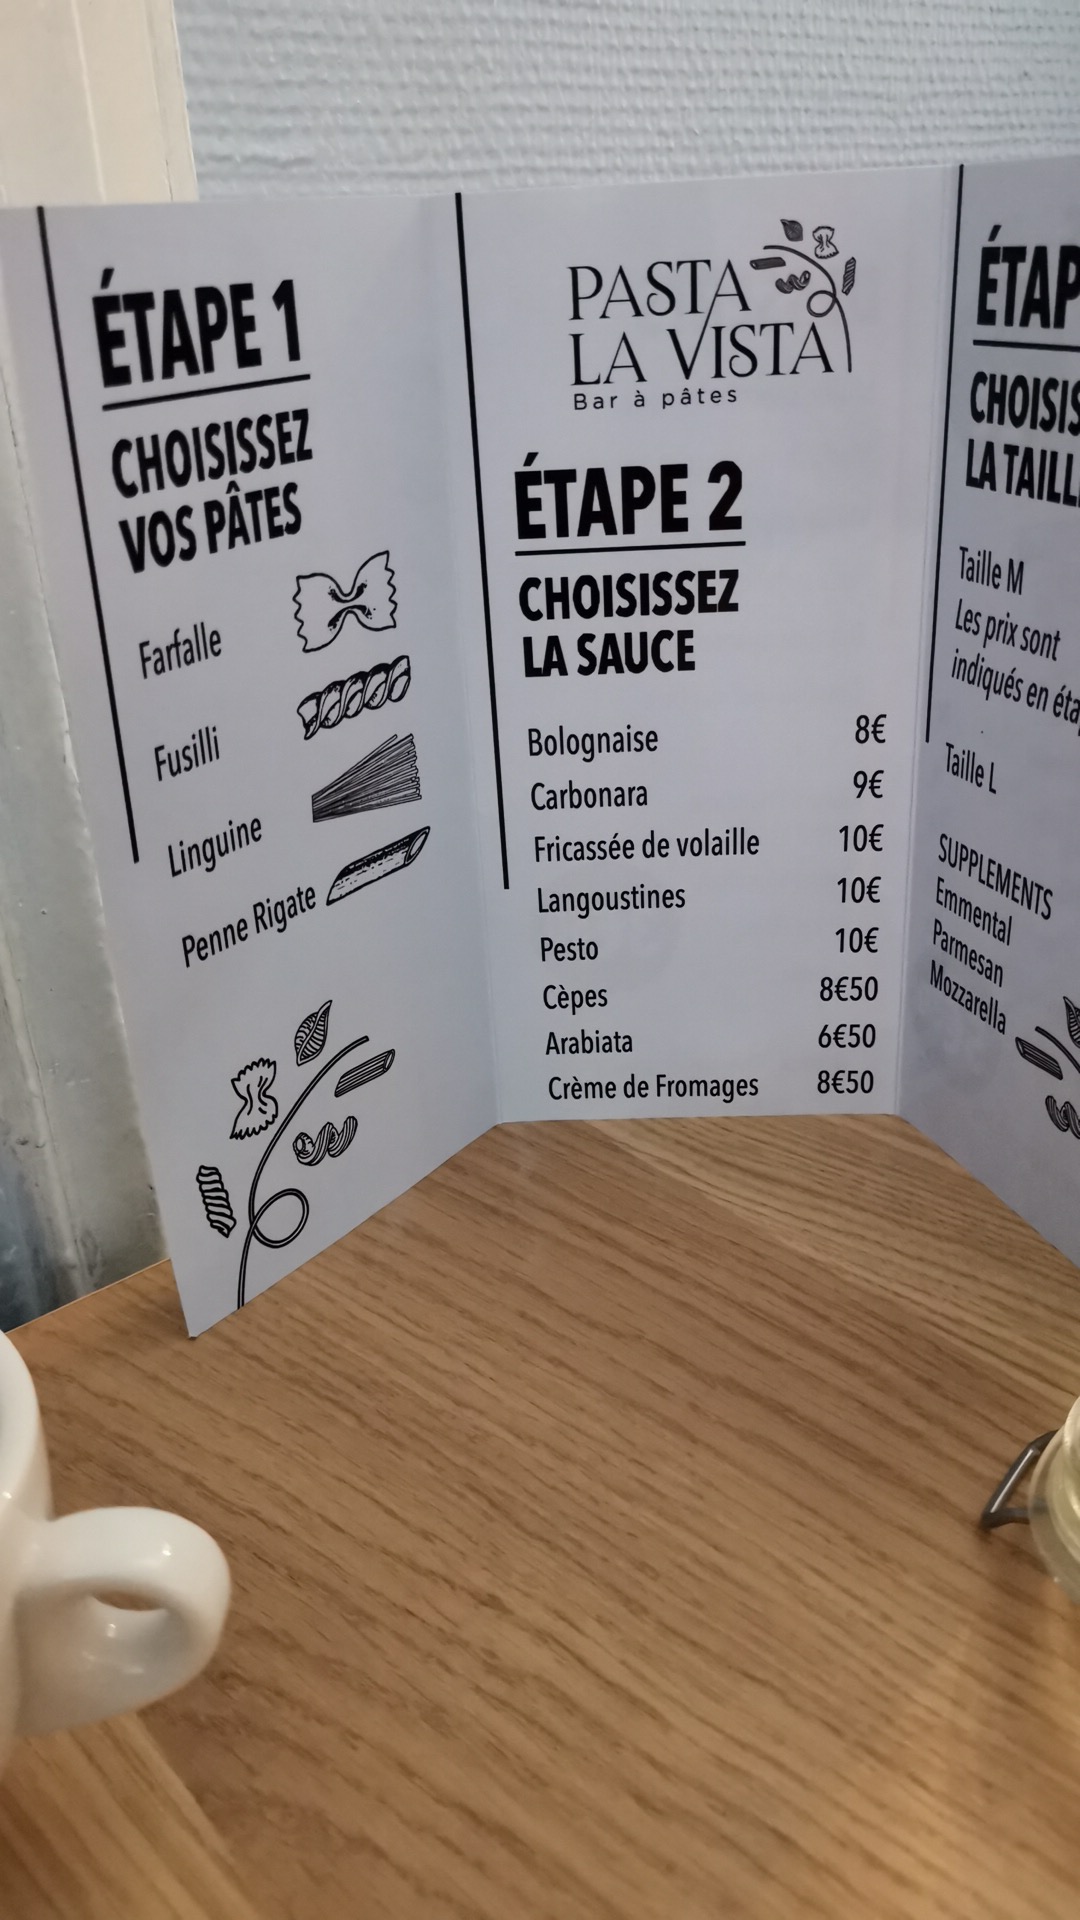 ÉTAPE 1
CHOISISSEZ
VOS PÂTES
Farfalle
Fusilli
Linguine
Penne Rigate
PASTA
LA VISTA
Bar à pâtes
ÉTAPE 2
CHOISISSEZ
LA SAUCE
Bolognaise 8€
Carbonara 9€
Fricassée de volaille 10€
Langoustines 10€
Pesto 10€
Cèpes 8€50
Arabiata 6€50
Crème de Fromages 8€50
LA
Taille M
Les prix sont
indiqués en
Taille L
SUPPLEMENTS
Emmental
Parmesan
Mozzarella